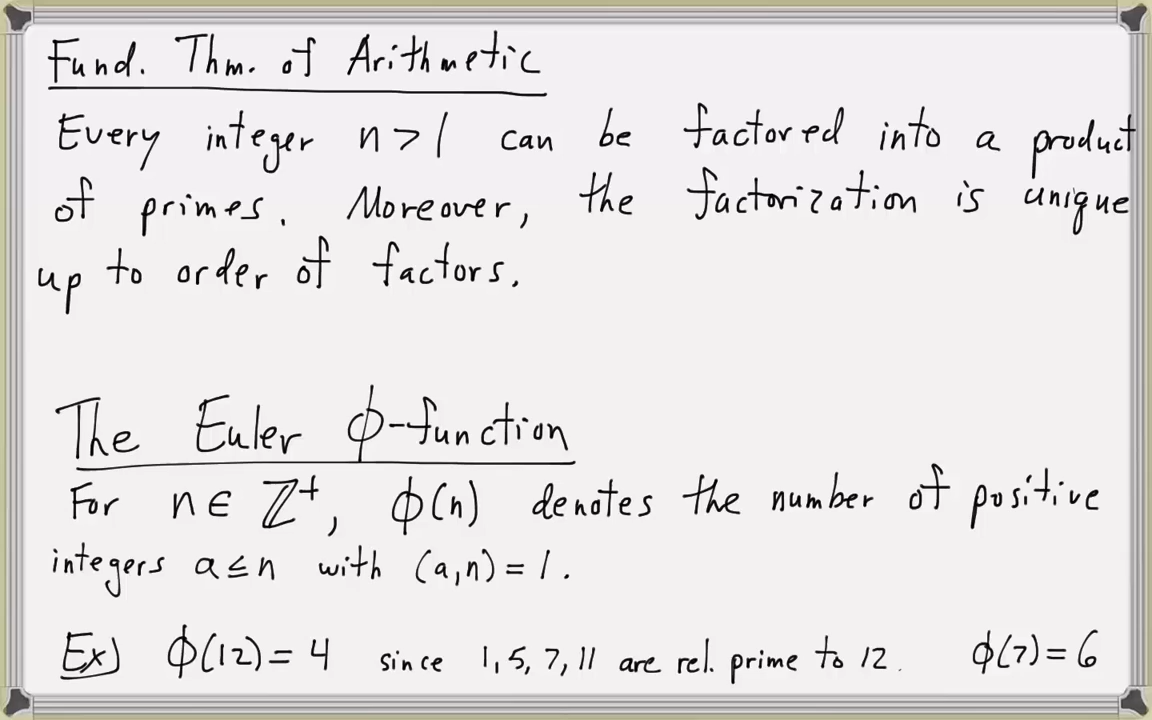 Fund. Thm. of Arithmetic
Every integer n > 1 can be factored into a product
of primes. Moreover, the factorization is unique
up to order of factors.
The Euler ϕ-function
For n ∈ ℤ⁺, ϕ(n) denotes the number of positive
integers a ≤ n with (a,n) = 1.
Ex) ϕ(12) = 4 since 1, 5, 7, 11 are rel. prime to 12. ϕ(7) = 6